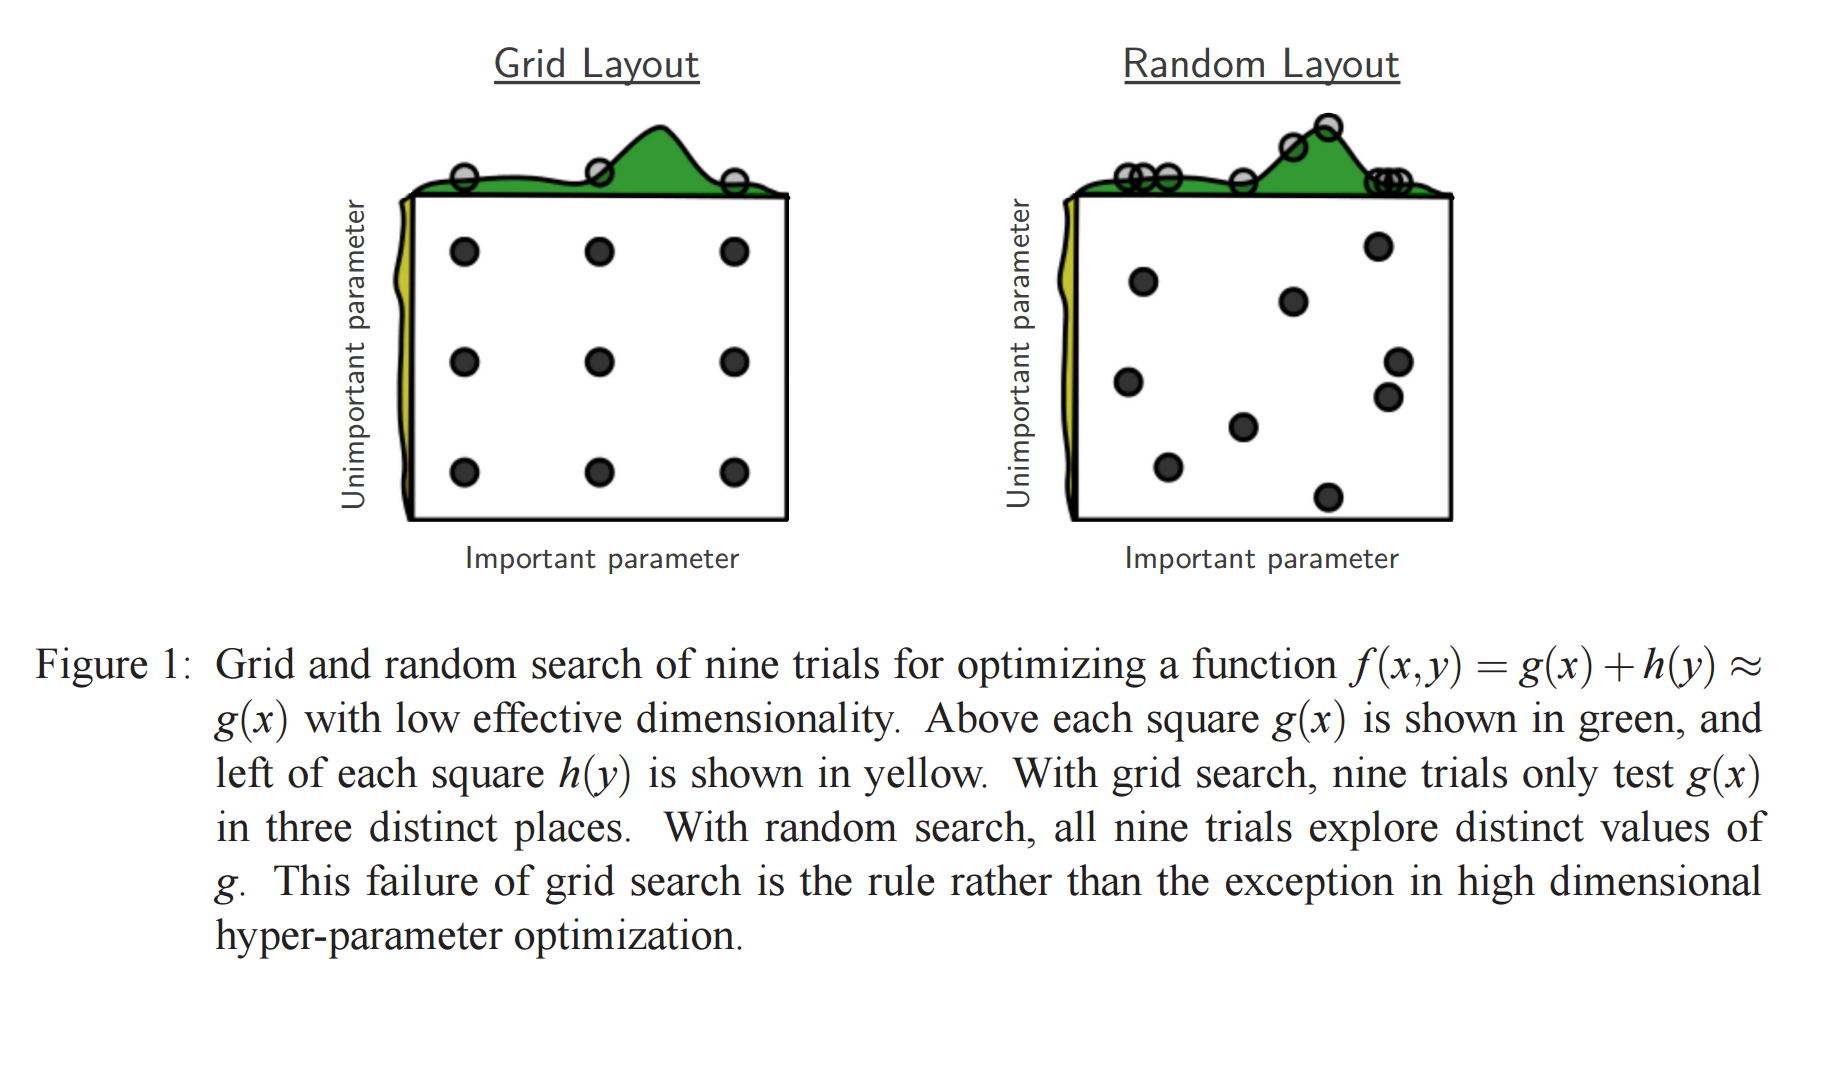 Grid Layout
Random Layout
Unimportant parameter
Important parameter
Unimportant parameter
Important parameter
Figure 1: Grid and random search of nine trials for optimizing a function f(x,y) = g(x) + h(y) ≈
g(x) with low effective dimensionality. Above each square g(x) is shown in green, and
left of each square h(y) is shown in yellow. With grid search, nine trials only test g(x)
in three distinct places. With random search, all nine trials explore distinct values of
g. This failure of grid search is the rule rather than the exception in high dimensional
hyper-parameter optimization.